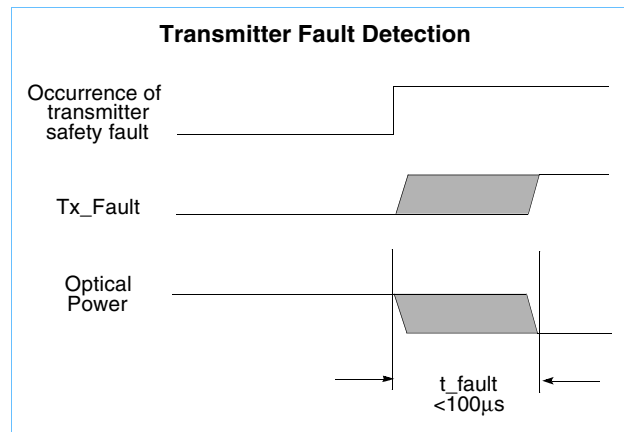 Transmitter Fault Detection
Occurrence of
transmitter
safety fault
Tx_Fault
Optical
Power
t_fault
<100μs